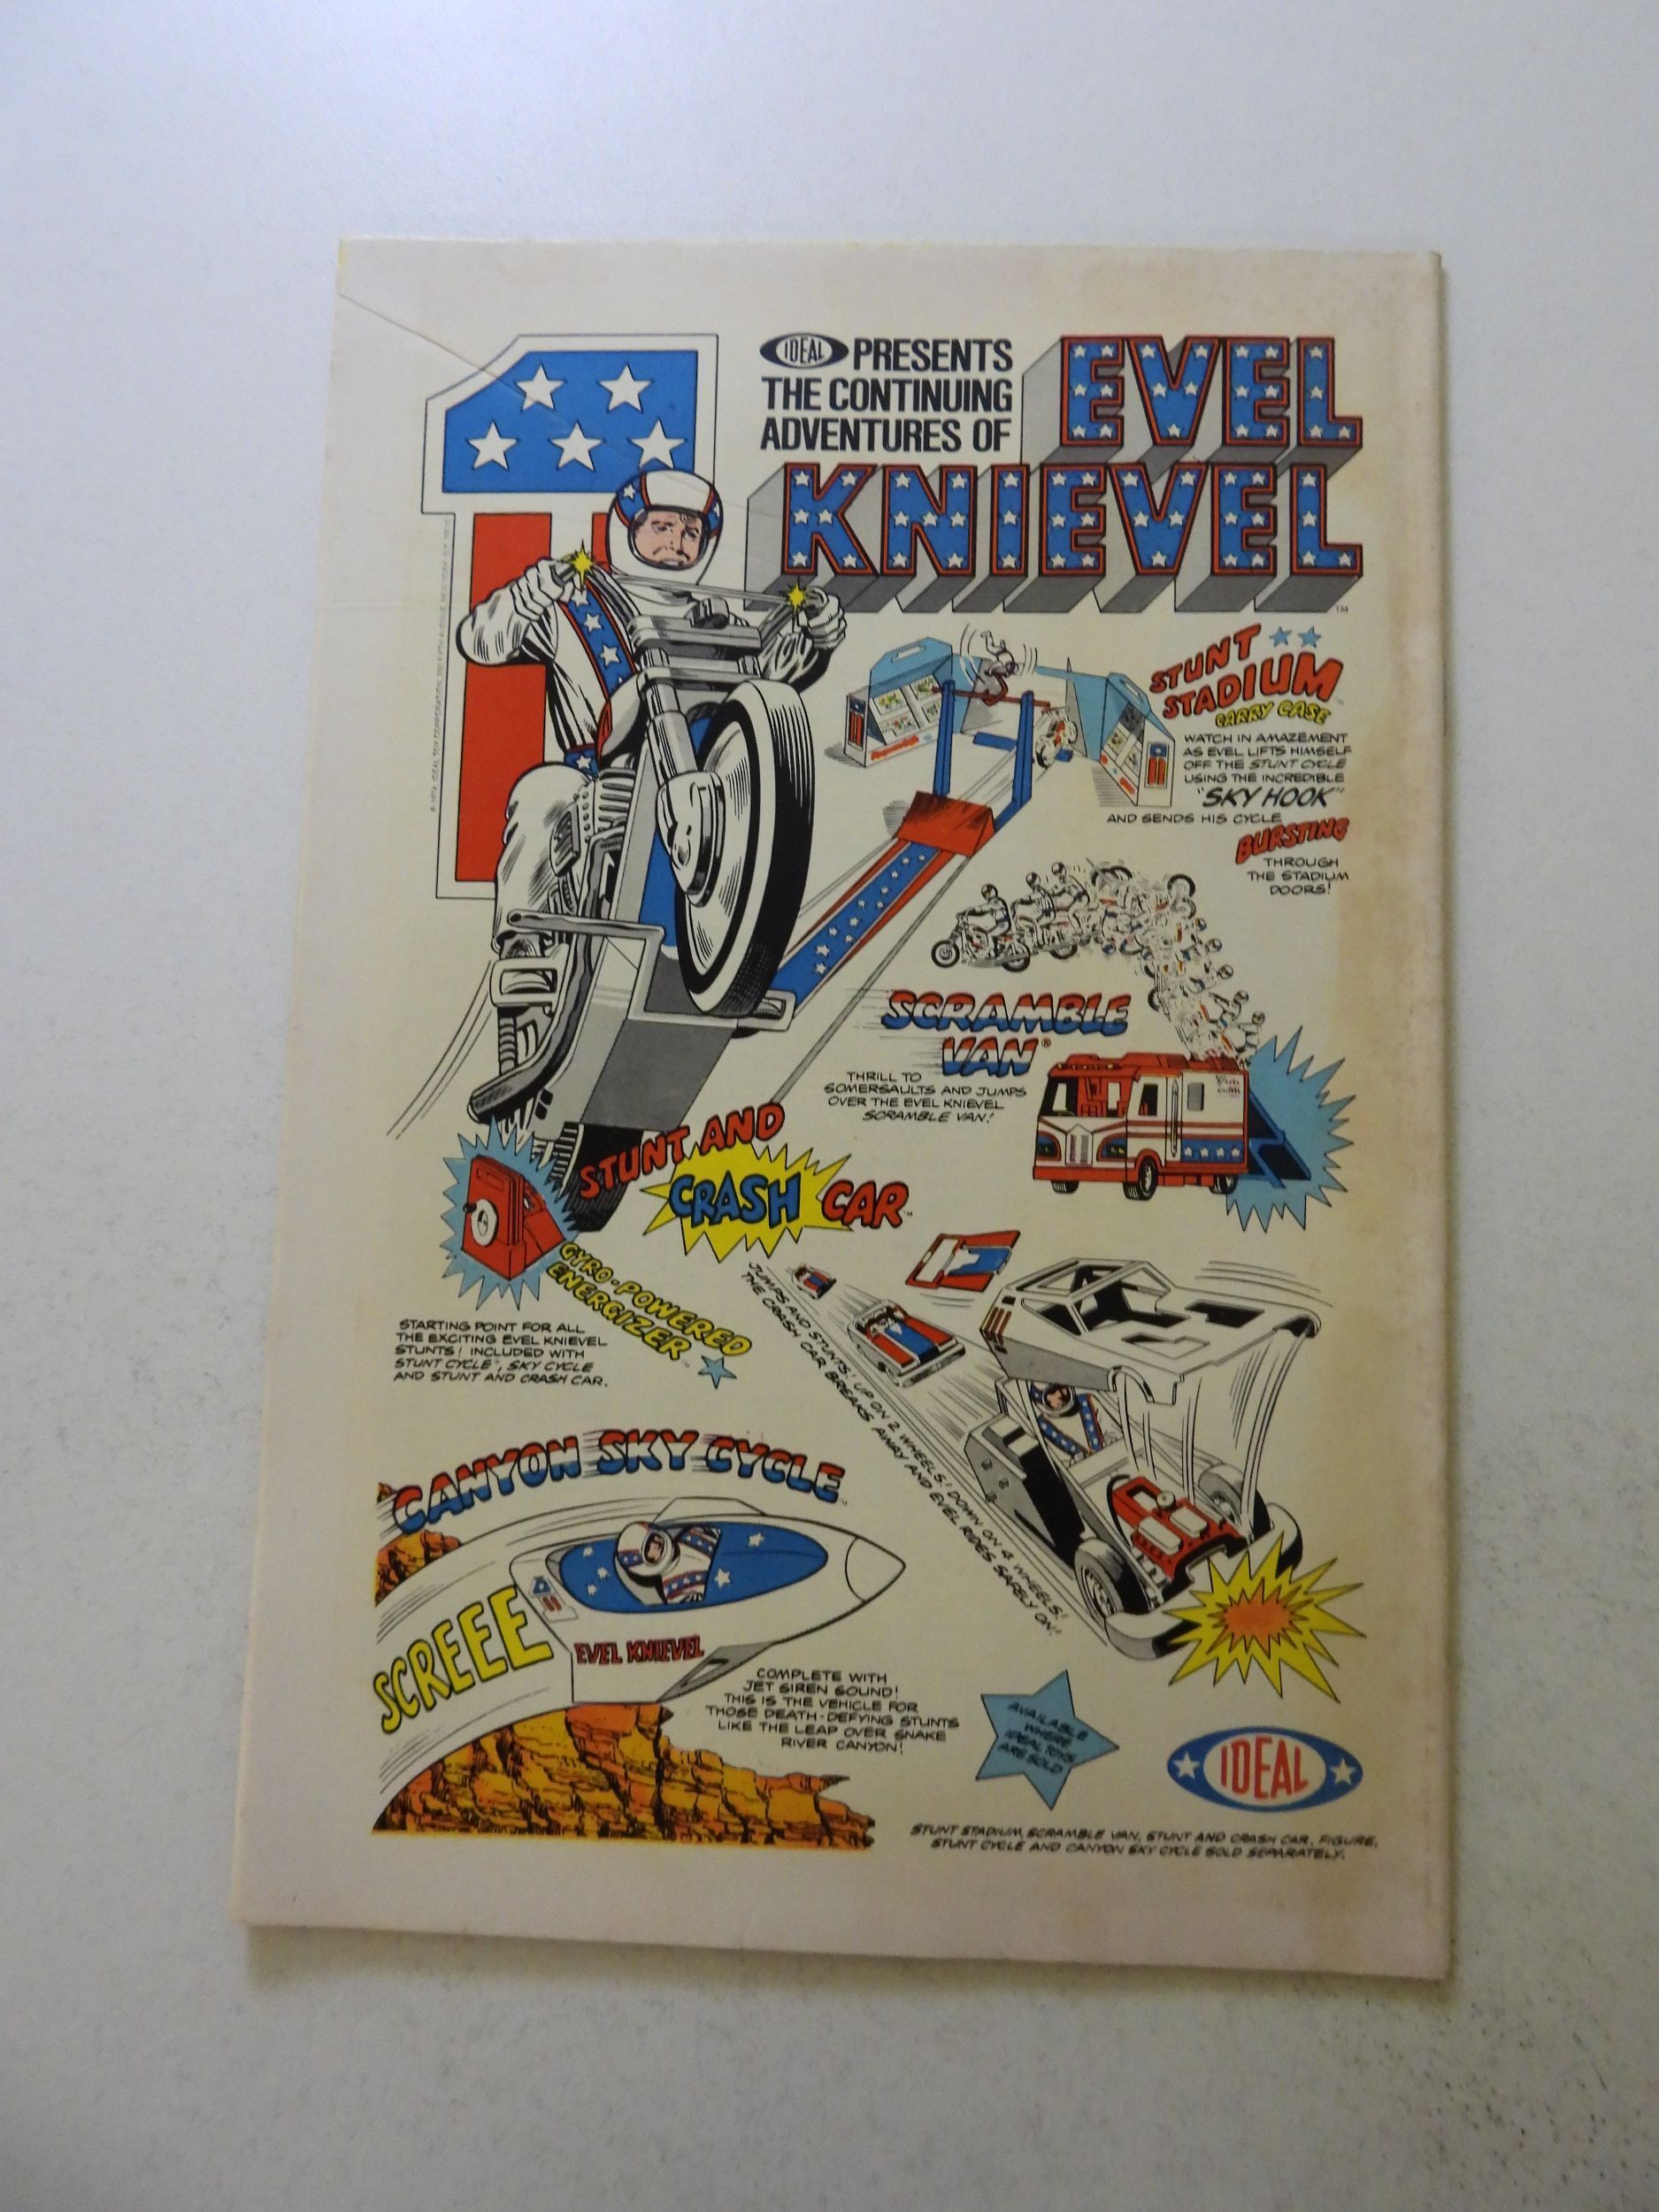 IDEAL PRESENTS
THE CONTINUING
ADVENTURES OF
EVEL
KNIEVEL
TM
STUNT
STADIUM
CARRY CASE
WATCH IN AMAZEMENT
AS EVEL LIFTS HIMSELF
OFF THE STUNT CYCLE
USING THE INCREDIBLE
"SKY HOOK"
AND SENDS HIS CYCLE
BURSTING
THROUGH
THE STADIUM
DOORS!
SCRAMBLE
VAN®
THRILL TO
SOMERSAULTS AND JUMPS
OVER THE EVEL KNIEVEL
SCRAMBLE VAN!
STUNT AND
CRASH CAR
GYRO-POWERED
ENERGIZER
STARTING POINT FOR ALL
THE EXCITING EVEL KNIEVEL
STUNTS! INCLUDED WITH
STUNT CYCLE, SKY CYCLE
AND STUNT AND CRASH CAR.
JUMPS AND STUNTS! UP ON 2 WHEELS! DOWN ON 4 WHEELS!
THE CRASH CAR BREAKS AWAY AND EVEL RIDES SAFELY ON!
CANYON SKY CYCLE
SCREEE
EVEL KNIEVEL
COMPLETE WITH
JET SIREN SOUND!
THIS IS THE VEHICLE FOR
THOSE DEATH-DEFYING STUNTS
LIKE THE LEAP OVER SNAKE
RIVER CANYON!
AVAILABLE
WHERE
IDEAL TOYS
ARE SOLD
IDEAL
STUNT STADIUM, SCRAMBLE VAN, STUNT AND CRASH CAR, FIGURE,
STUNT CYCLE AND CANYON SKY CYCLE SOLD SEPARATELY.